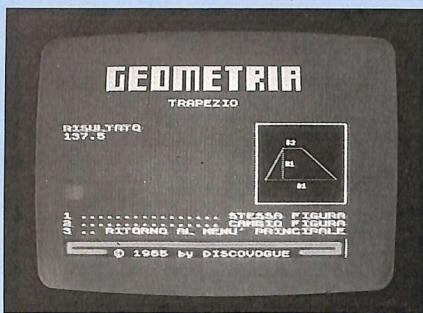 GEOMETRIA
TRAPEZIO
RISULTATO
137.5
B2
H1
B1
1 ................ STESSA FIGURA
2 ................ CAMBIO FIGURA
3 .. RITORNO AL MENU' PRINCIPALE
© 1985 by DISCOVOGUE